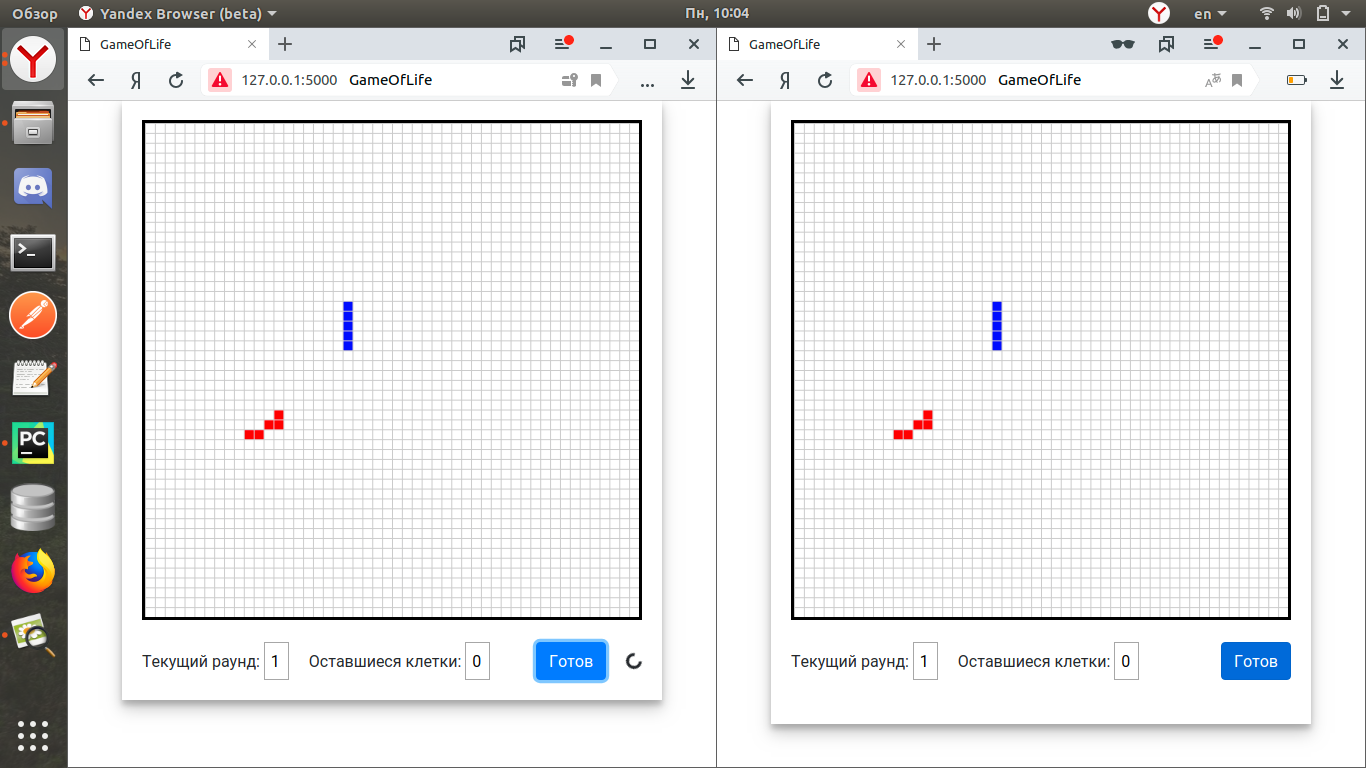 Обзор
Yandex Browser (beta)
Пн, 10:04
en
GameOfLife
127.0.0.1:5000 GameOfLife
Текущий раунд: 1 Оставшиеся клетки: 0 Готов
GameOfLife
127.0.0.1:5000 GameOfLife
Текущий раунд: 1 Оставшиеся клетки: 0 Готов
PC